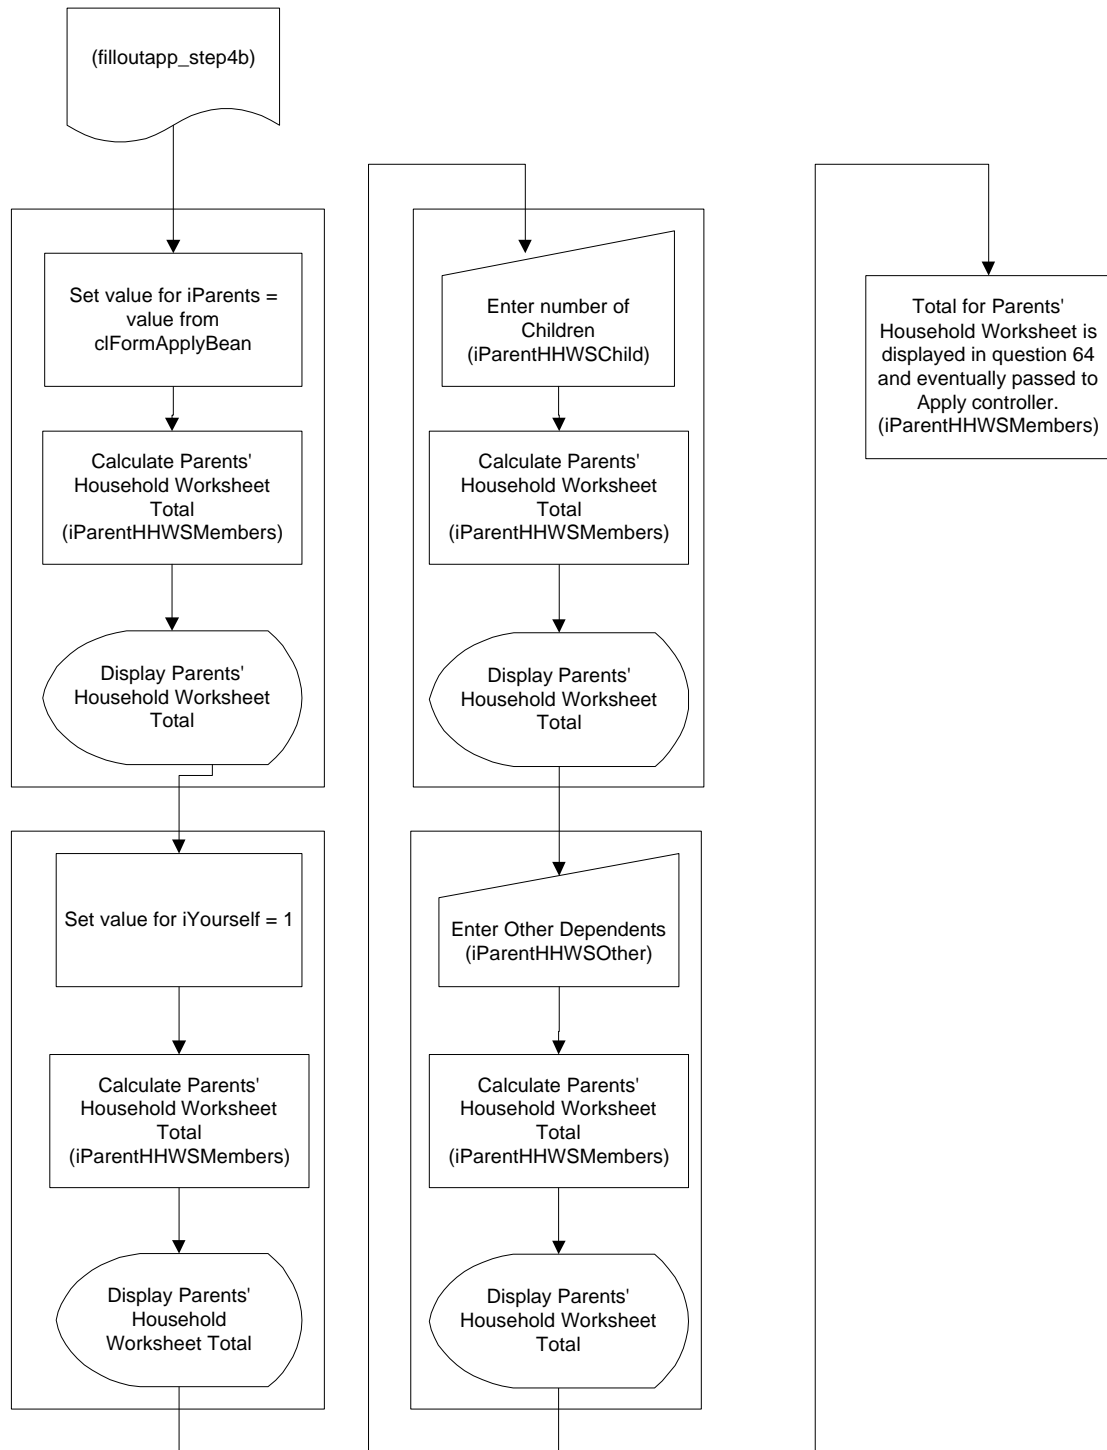 (filloutapp_step4b)
Set value for iParents =
value from
clFormApplyBean
Calculate Parents'
Household Worksheet
Total
(iParentHHWSMembers)
Display Parents'
Household Worksheet
Total
Set value for iYourself = 1
Calculate Parents'
Household Worksheet
Total
(iParentHHWSMembers)
Display Parents'
Household
Worksheet Total
Enter number of
Children
(iParentHHWSChild)
Calculate Parents'
Household Worksheet
Total
(iParentHHWSMembers)
Display Parents'
Household Worksheet
Total
Enter Other Dependents
(iParentHHWSOther)
Calculate Parents'
Household Worksheet
Total
(iParentHHWSMembers)
Display Parents'
Household Worksheet
Total
Total for Parents'
Household Worksheet is
displayed in question 64
and eventually passed to
Apply controller.
(iParentHHWSMembers)